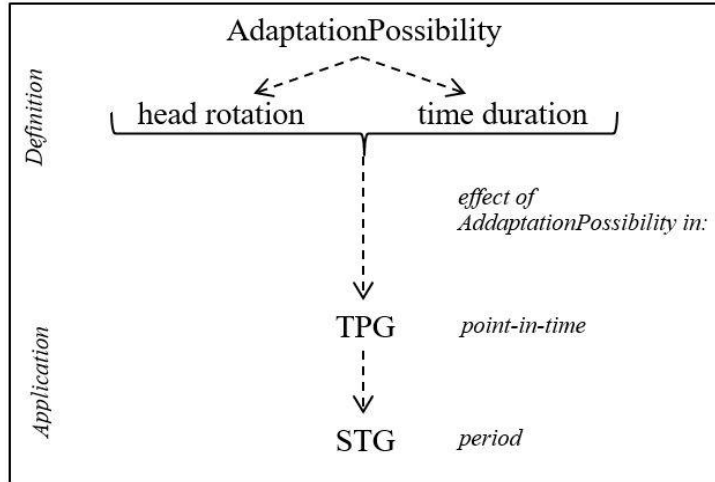 AdaptationPossibility
head rotation time duration
Definition
effect of
AddaptationPossibility in:
TPG point-in-time
Application
STG period